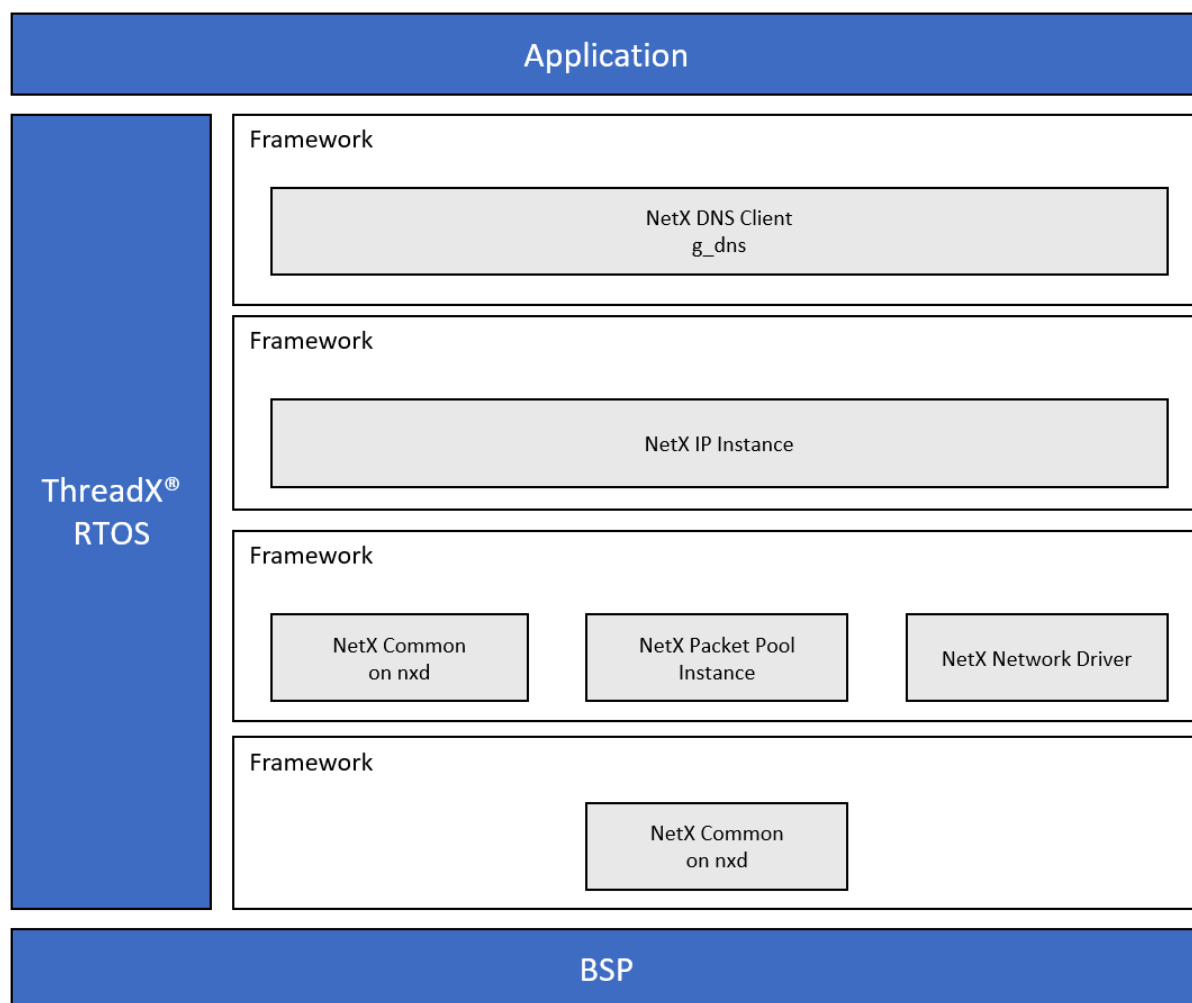 Application
ThreadX®
RTOS
Framework
NetX DNS Client
g_dns
Framework
NetX IP Instance
Framework
NetX Common
on nxd
NetX Packet Pool
Instance
NetX Network Driver
Framework
NetX Common
on nxd
BSP